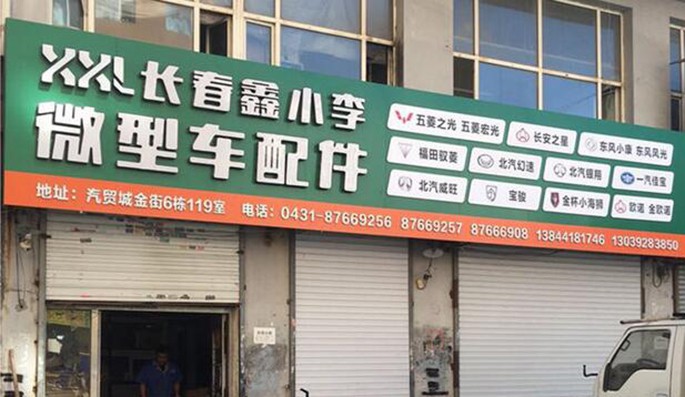 XXL长春鑫小李
微型车配件
五菱之光 五菱宏光 长安之星 东风小康 东风风光
福田驭菱 北汽幻速 北汽银翔 一汽佳宝
北汽威旺 宝骏 金杯小海狮 欧诺 金欧诺
地址：汽贸城金街6栋119室 电话：0431-87669256 87669257 87666908 13844181746 13039283850